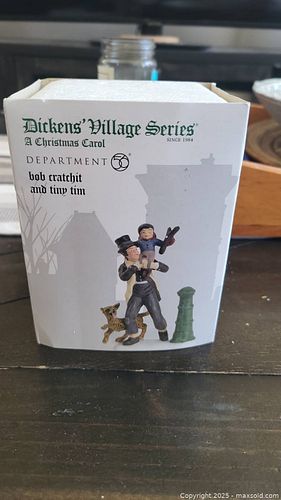 Dickens' Village Series®
SINCE 1984
A Christmas Carol
DEPARTMENT 56®
bob cratchit
and tiny tim
Copyright 2025 - maxsold.com